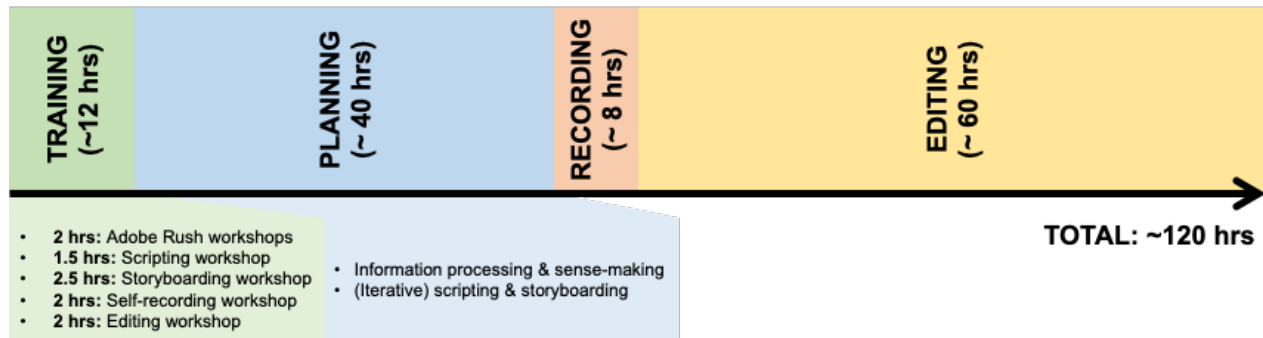 TRAINING
(~12 hrs)
PLANNING
(~ 40 hrs)
RECORDING
(~ 8 hrs)
EDITING
(~ 60 hrs)
TOTAL: ~120 hrs
• 2 hrs: Adobe Rush workshops
• 1.5 hrs: Scripting workshop
• 2.5 hrs: Storyboarding workshop
• 2 hrs: Self-recording workshop
• 2 hrs: Editing workshop
• Information processing & sense-making
• (Iterative) scripting & storyboarding